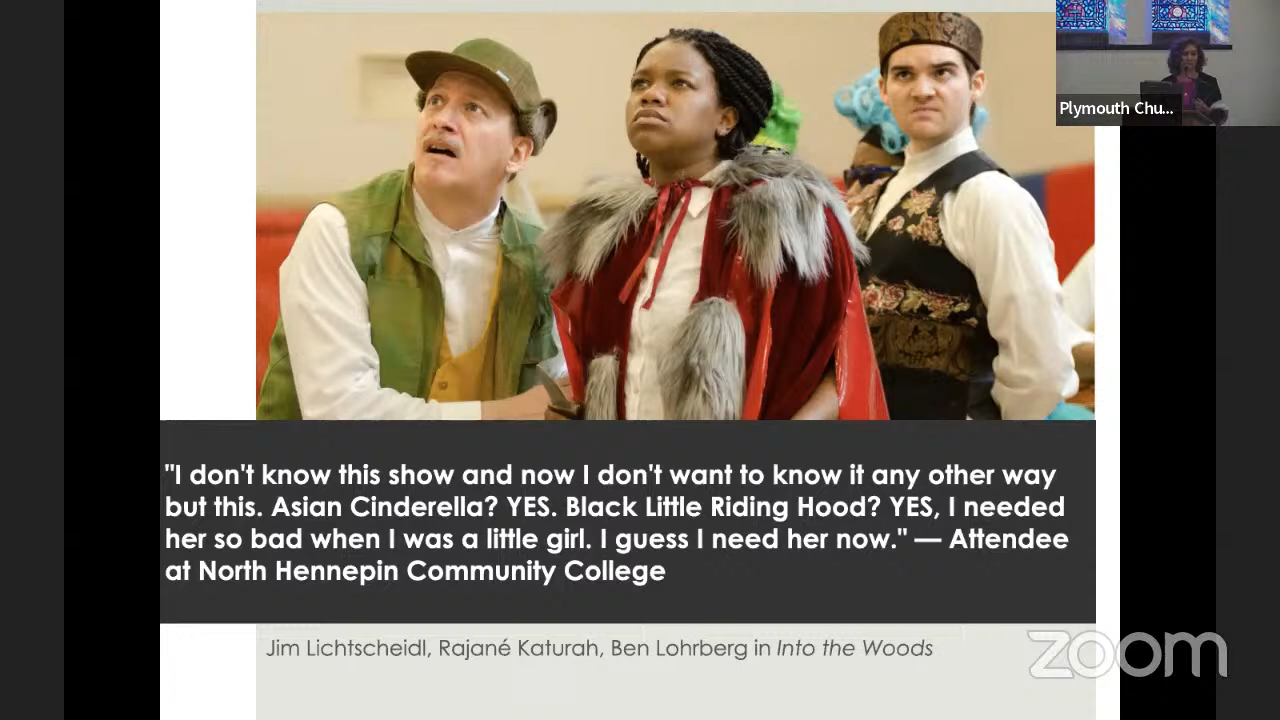 Plymouth Chu...
"I don't know this show and now I don't want to know it any other way
but this. Asian Cinderella? YES. Black Little Riding Hood? YES, I needed
her so bad when I was a little girl. I guess I need her now." — Attendee
at North Hennepin Community College
Jim Lichtscheidl, Rajané Katurah, Ben Lohrberg in Into the Woods
zoom